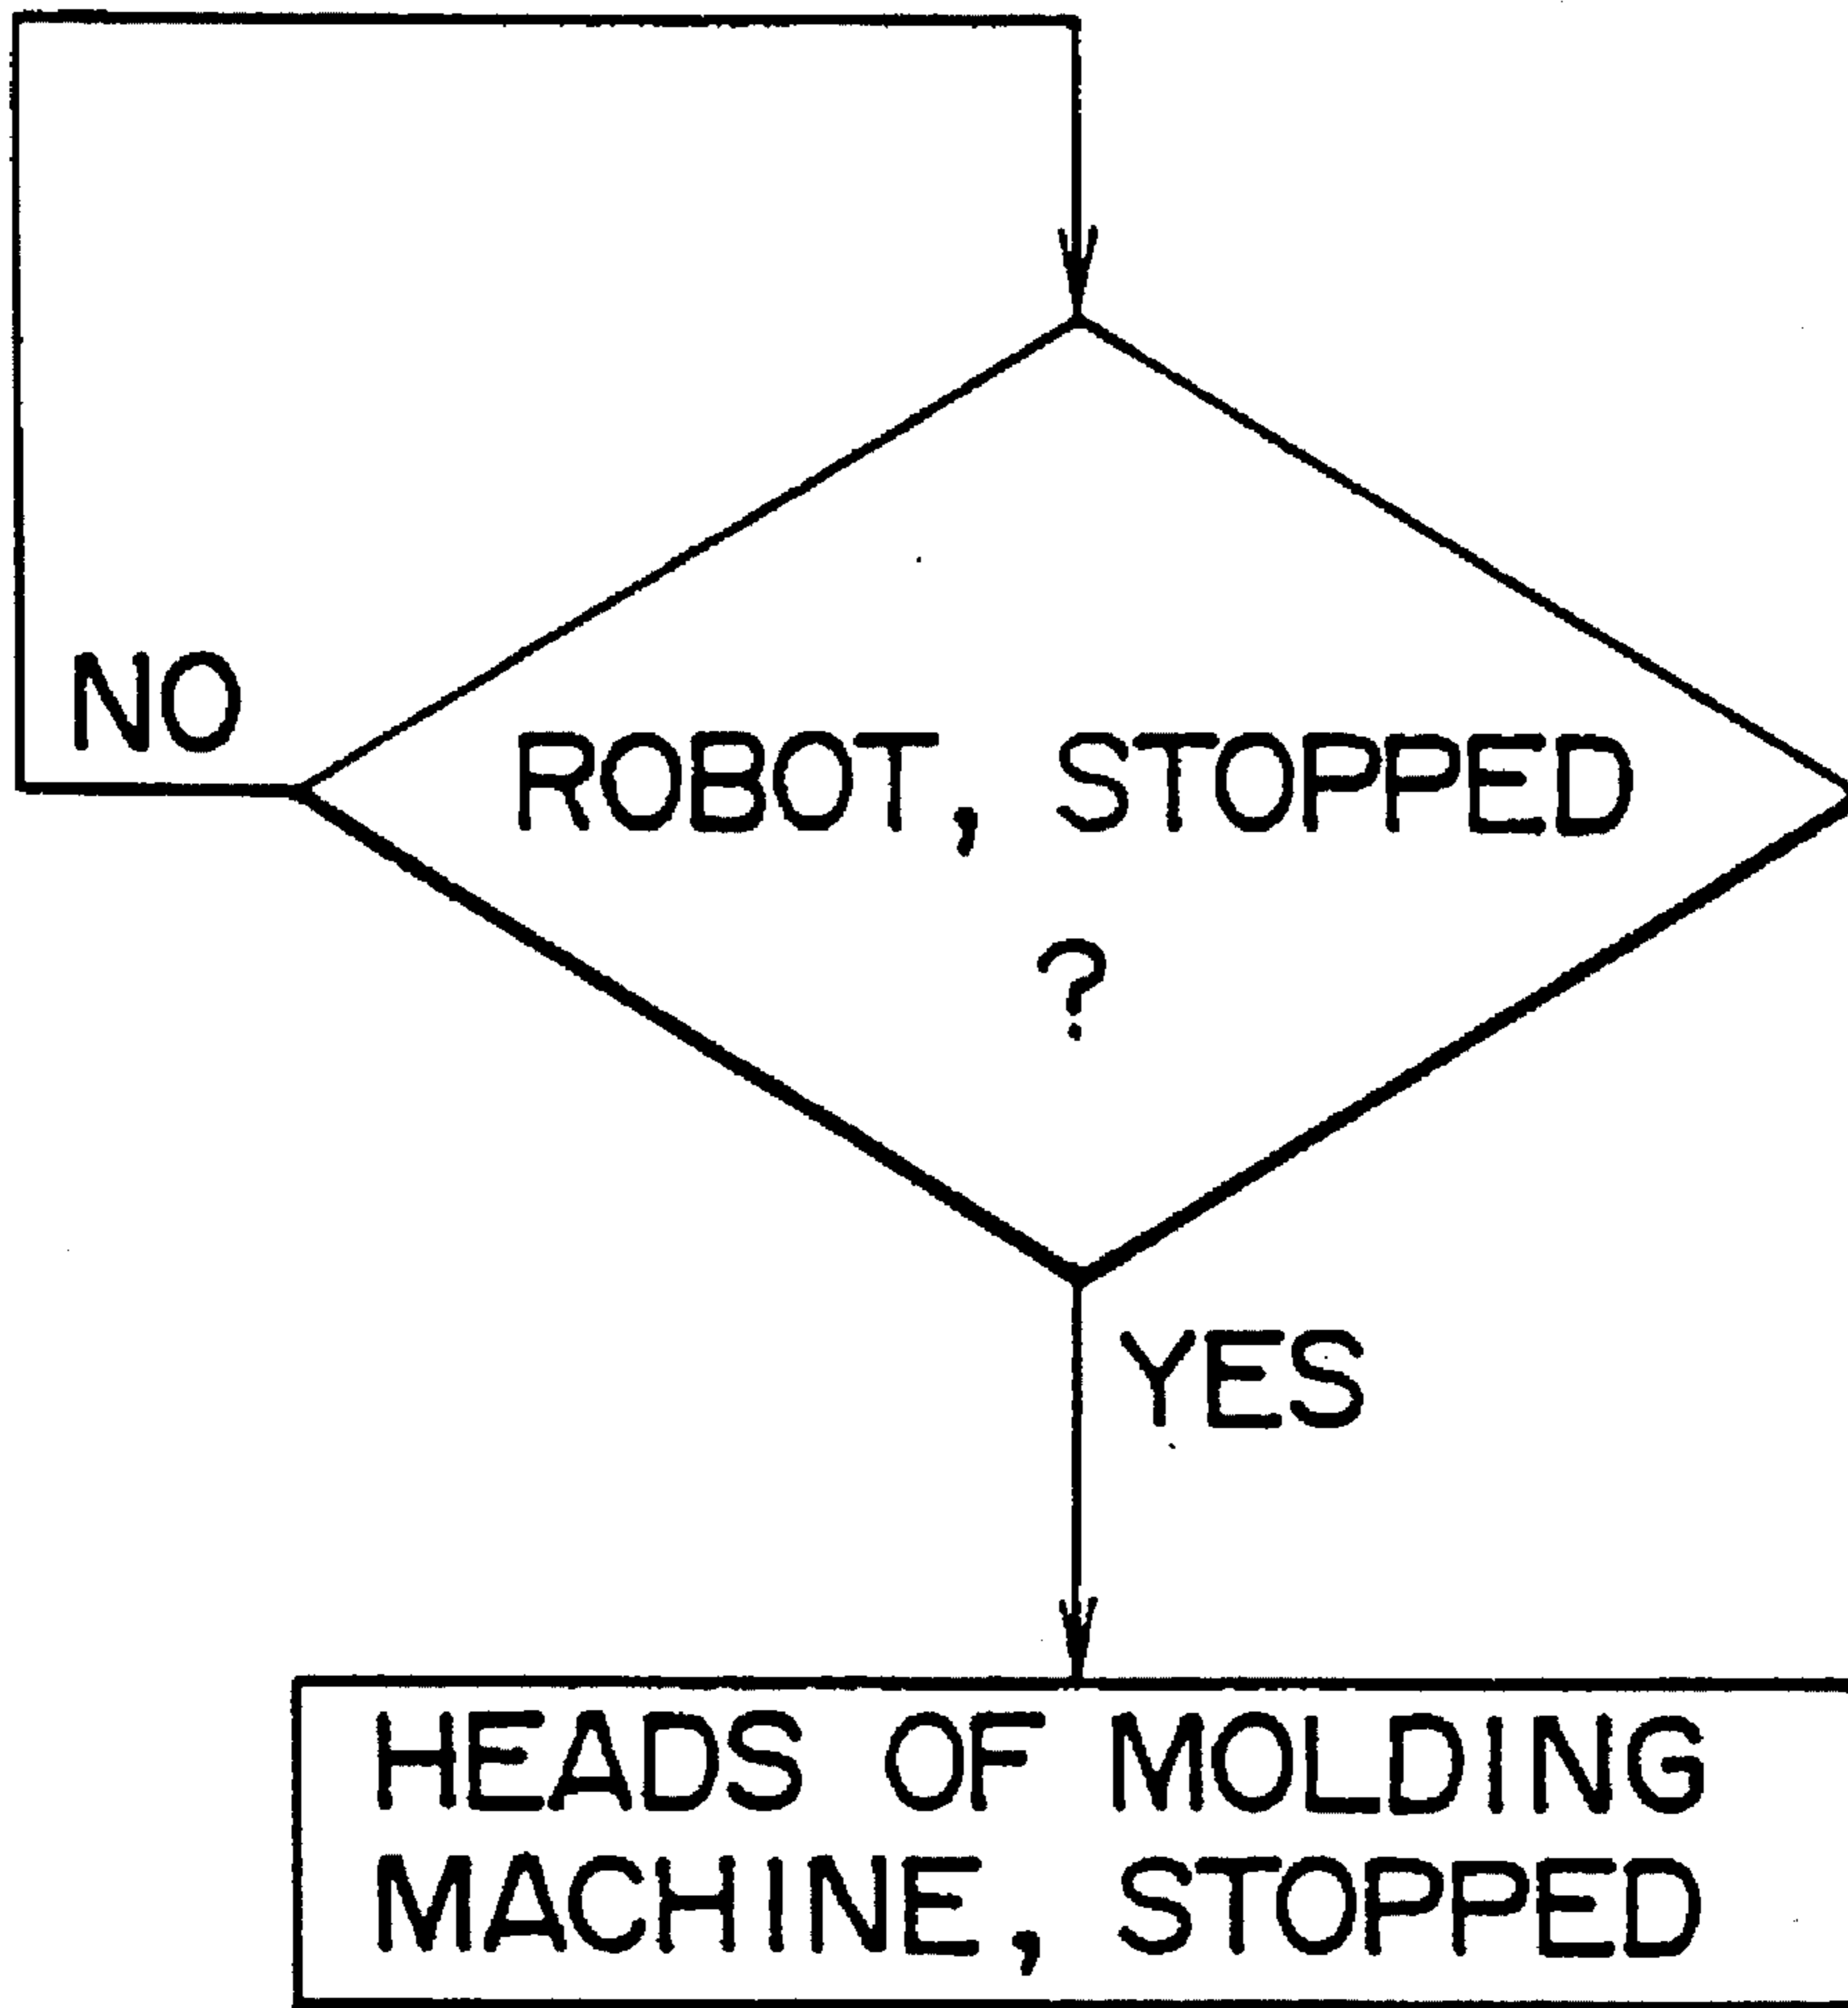 NO
ROBOT, STOPPED
?
YES
HEADS OF MOLDING
MACHINE, STOPPED